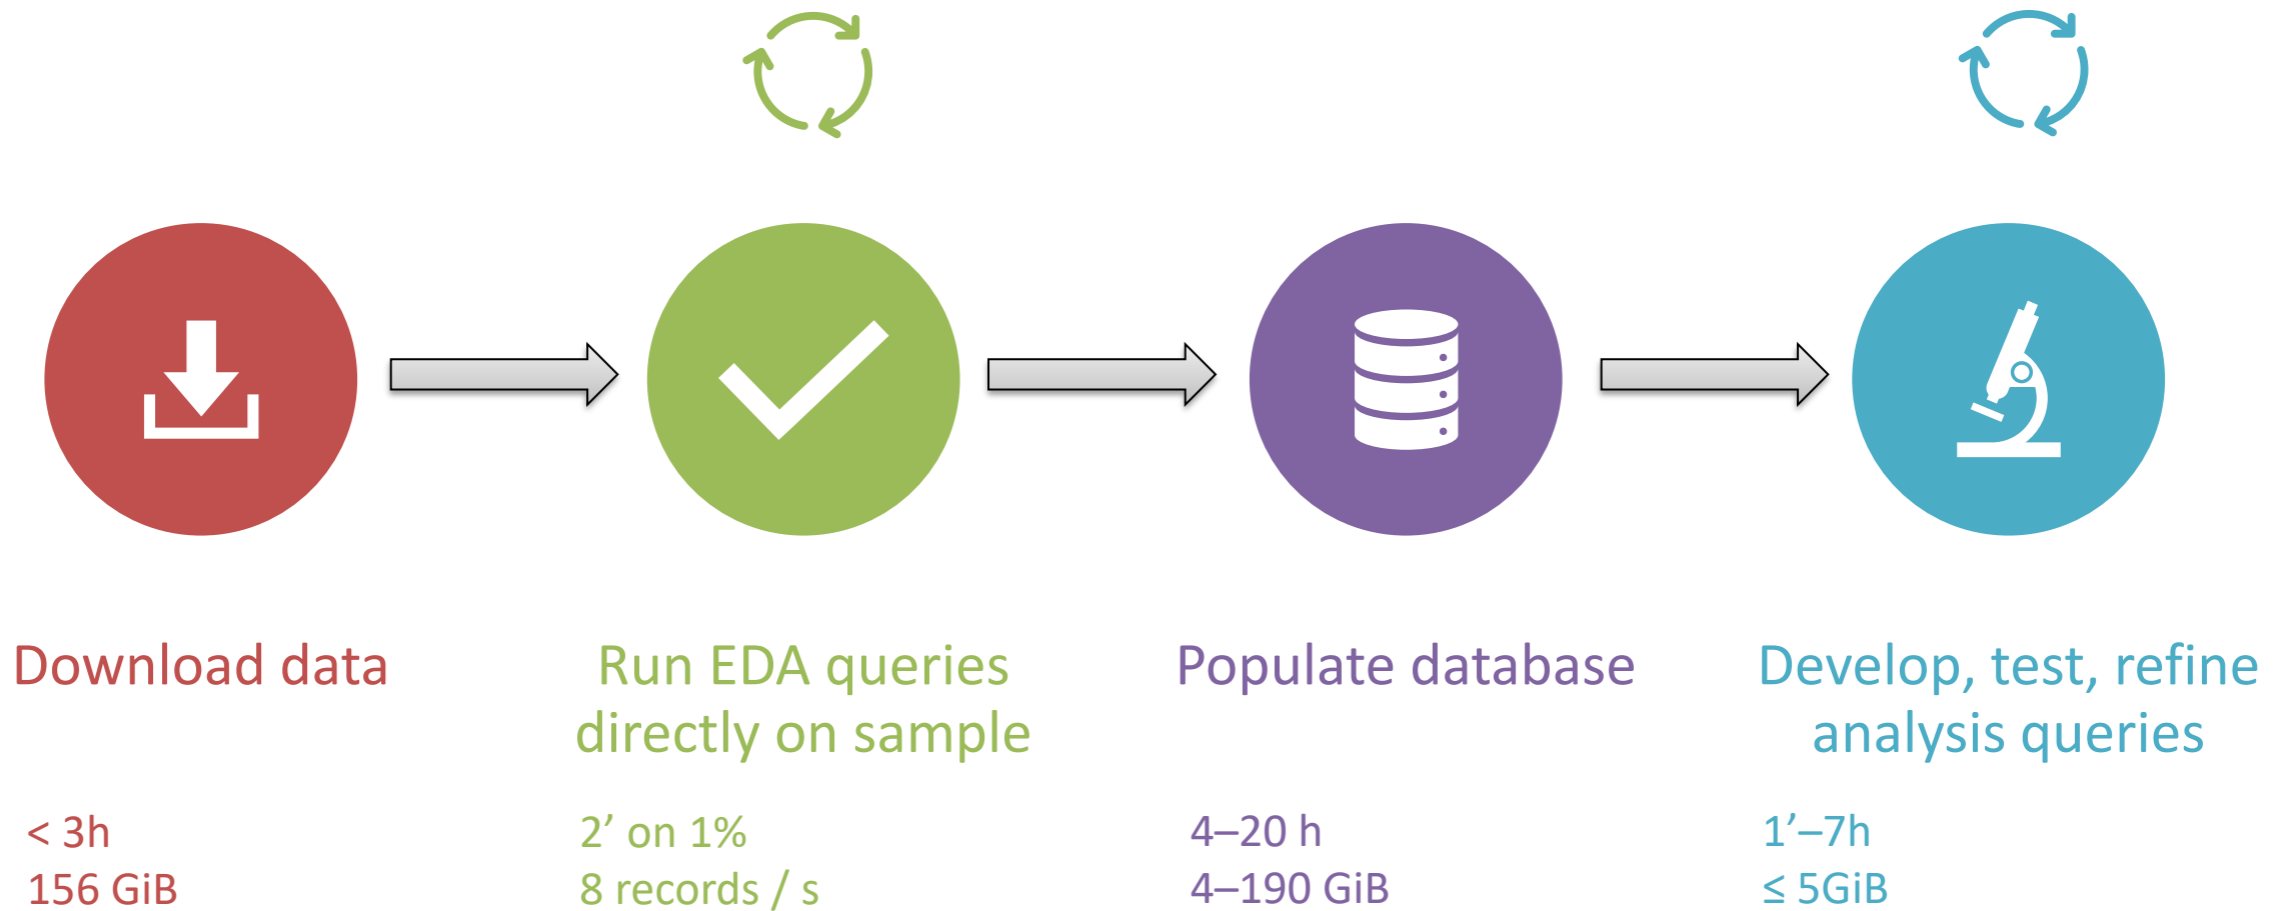 Download data
< 3h
156 GiB
Run EDA queries
directly on sample
2’ on 1%
8 records / s
Populate database
4–20 h
4–190 GiB
Develop, test, refine
analysis queries
1’–7h
≤ 5GiB